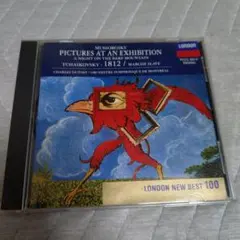 MUSSORGSKY
PICTURES AT AN EXHIBITION
A NIGHT ON THE BARE MOUNTAIN
TCHAIKOVSKY : 1812 / MARCHE SLAVE
CHARLES DUTOIT / ORCHESTRE SYMPHONIQUE DE MONTRÉAL
LONDON
LONDON NEW BEST 100